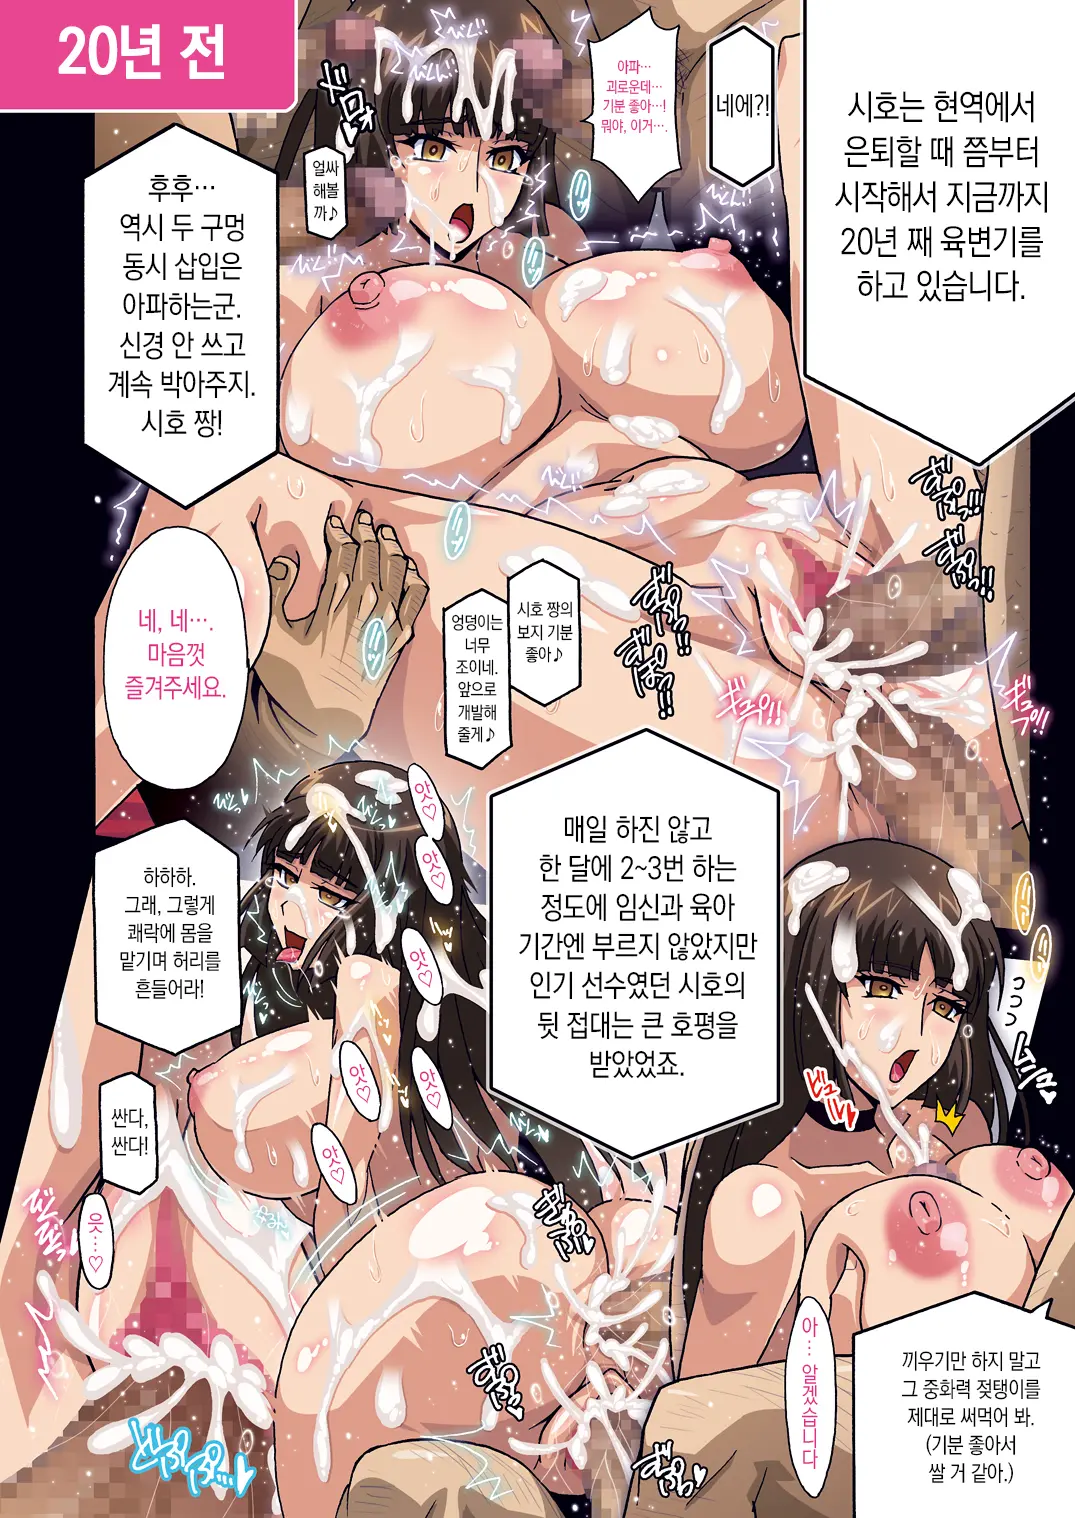 20년 전
시호는 현역에서
은퇴할 때 쯤부터
시작해서 지금까지
20년 째 육변기를
하고 있습니다.
네에?!
아파…
괴로운데…
기분 좋아…!
뭐야, 이거….
얼싸
해볼
까♪
후후…
역시 두 구멍
동시 삽입은
아파하는군.
신경 안 쓰고
계속 박아주지.
시호 짱!
네, 네….
마음껏
즐겨주세요.
시호 짱의
보지 기분
좋아♪
엉덩이는
너무
조이네.
앞으로
개발해
줄게♪
매일 하진 않고
한 달에 2~3번 하는
정도에 임신과 육아
기간엔 부르지 않았지만
인기 선수였던 시호의
뒷 접대는 큰 호평을
받았었죠.
앗♡
앗♡
앗♡
앗♡
앗♡
앗♡
하하하.
그래, 그렇게
쾌락에 몸을
맡기며 허리를
흔들어라!
싼다,
싼다!
읏…♡
아… 알겠습니다
끼우기만 하지 말고
그 중화력 젖탱이를
제대로 써먹어 봐.
(기분 좋아서
쌀 거 같아.)